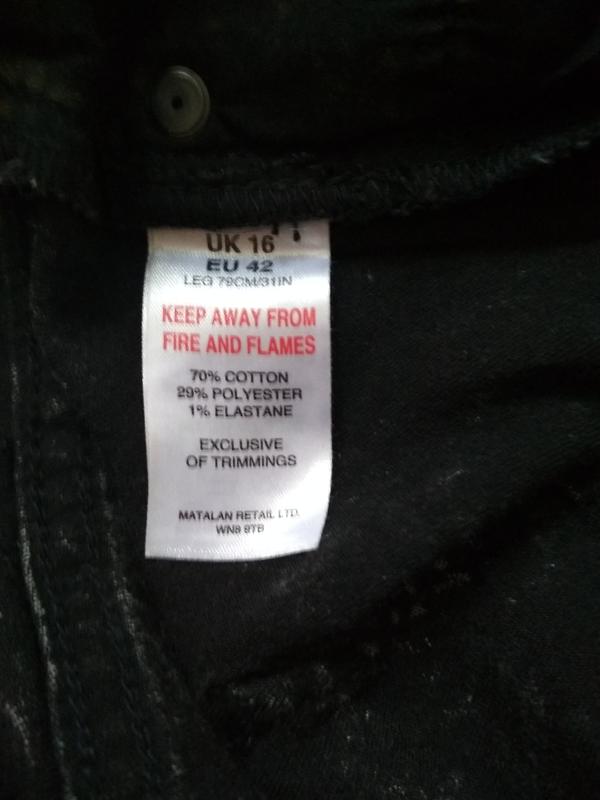 UK 16
EU 42
LEG 79CM/31IN
KEEP AWAY FROM
FIRE AND FLAMES
70% COTTON
29% POLYESTER
1% ELASTANE
EXCLUSIVE
OF TRIMMINGS
MATALAN RETAIL LTD.
WN8 9TB